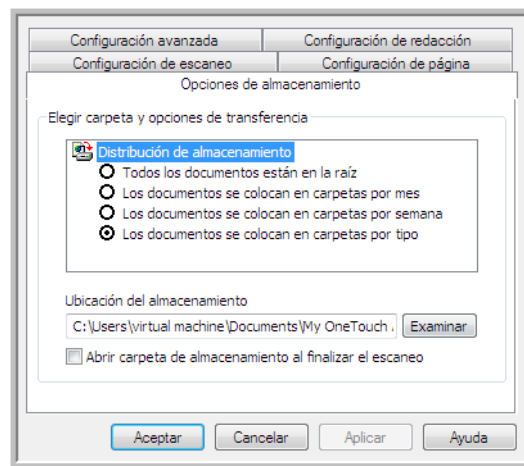 Configuración avanzada
Configuración de redacción
Configuración de escaneo
Configuración de página
Opciones de almacenamiento
Elegir carpeta y opciones de transferencia
Distribución de almacenamiento
Todos los documentos están en la raíz
Los documentos se colocan en carpetas por mes
Los documentos se colocan en carpetas por semana
Los documentos se colocan en carpetas por tipo
Ubicación del almacenamiento
C:\Users\virtual machine\Documents\My OneTouch
Examinar
Abrir carpeta de almacenamiento al finalizar el escaneo
Aceptar
Cancelar
Aplicar
Ayuda